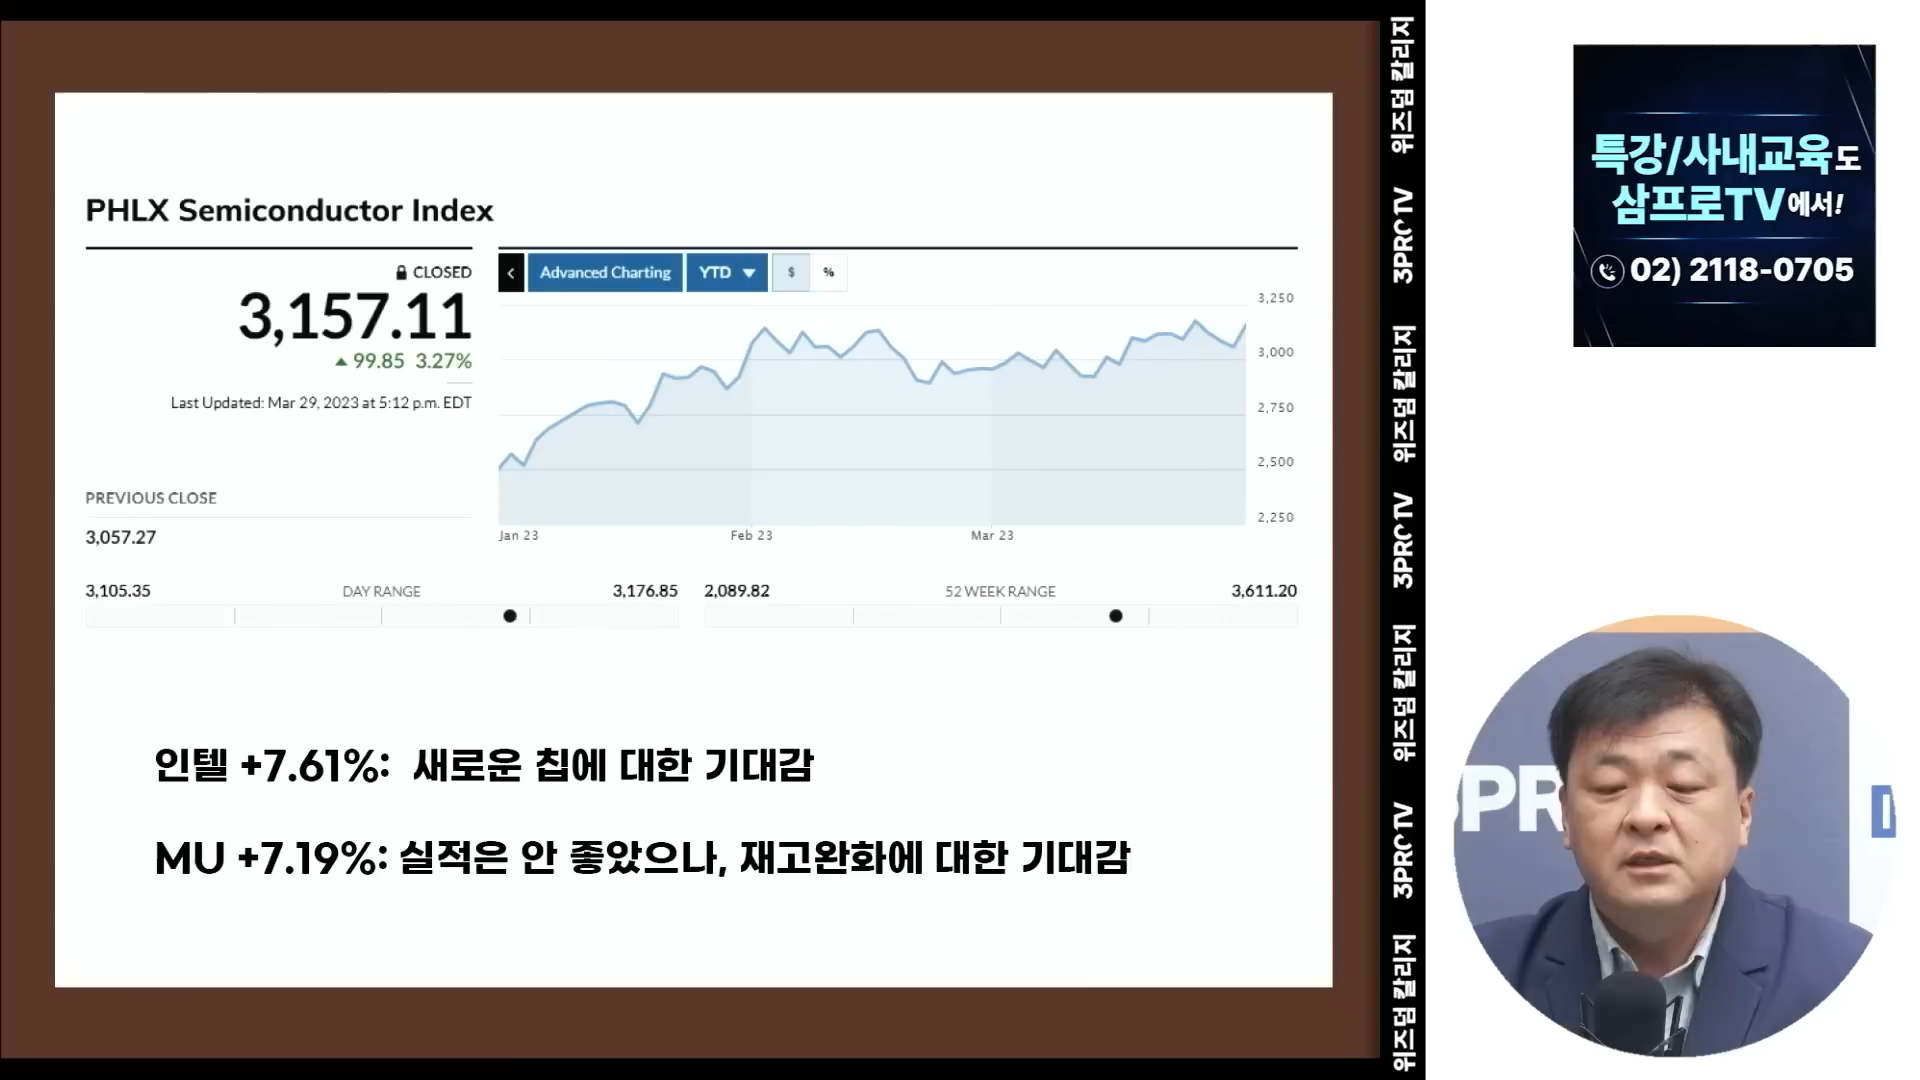 PHLX Semiconductor Index
CLOSED
3,157.11
99.85 3.27%
Last Updated: Mar 29, 2023 at 5:12 p.m. EDT
PREVIOUS CLOSE
3,057.27
Advanced Charting YTD $ %
3,250
3,000
2,750
2,500
2,250
Jan 23 Feb 23 Mar 23
3,105.35 DAY RANGE 3,176.85
2,089.82 52 WEEK RANGE 3,611.20
인텔 +7.61%: 새로운 칩에 대한 기대감
MU +7.19%: 실적은 안 좋았으나, 재고완화에 대한 기대감
위즈덤 칼리지
3PROTV
위즈덤 칼리지
3PROTV
위즈덤 칼리지
3PROTV
위즈덤 칼리지
특강/사내교육도
삼프로TV에서!
02) 2118-0705
PR